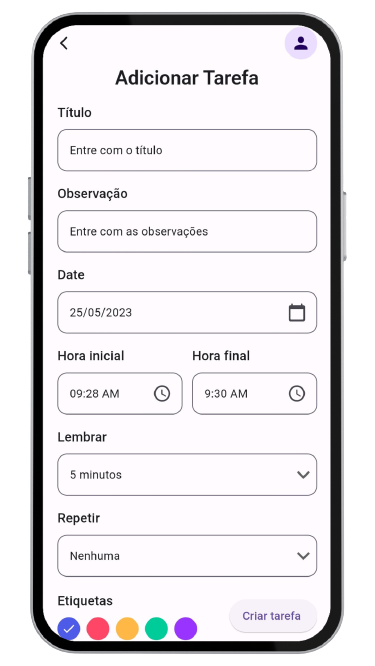 Adicionar Tarefa
Título
Entre com o título
Observação
Entre com as observações
Date
25/05/2023
Hora inicial Hora final
09:28 AM 9:30 AM
Lembrar
5 minutos
Repetir
Nenhuma
Etiquetas
Criar tarefa